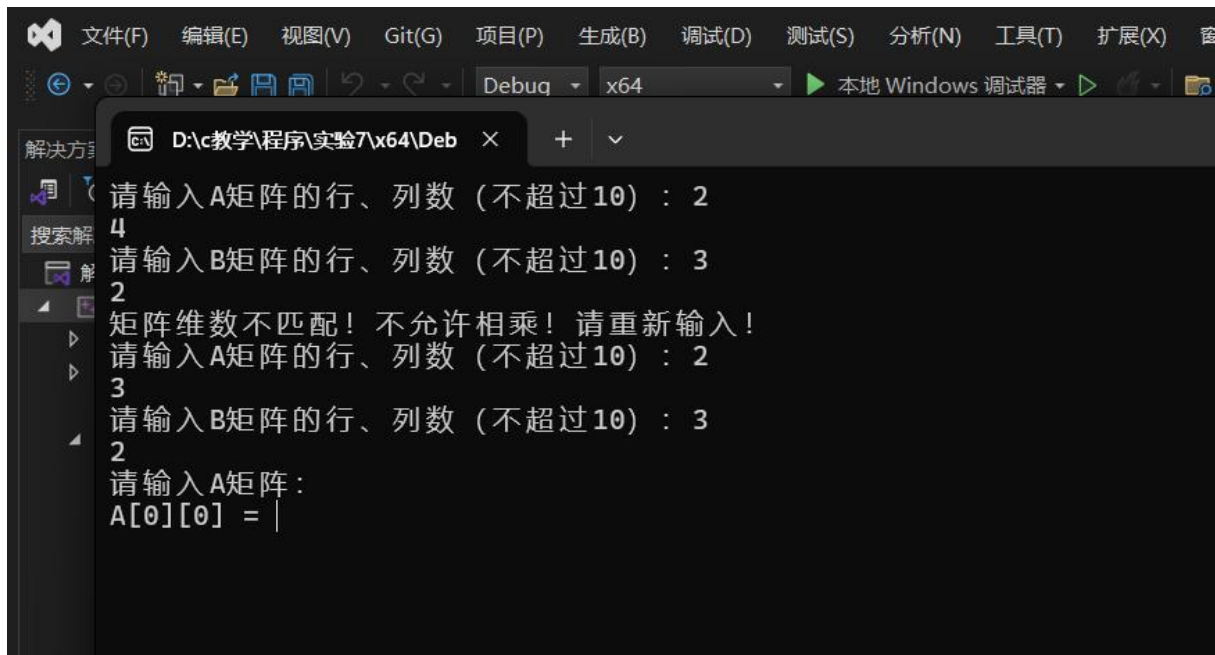 文件(F) 编辑(E) 视图(V) Git(G) 项目(P) 生成(B) 调试(D) 测试(S) 分析(N) 工具(T) 扩展(X) 窗
Debug x64 本地 Windows 调试器
解决方案
D:\c教学\程序\实验7\x64\Deb
搜索解
解
请输入A矩阵的行、列数 (不超过10) : 2
4
请输入B矩阵的行、列数 (不超过10) : 3
2
矩阵维数不匹配! 不允许相乘! 请重新输入!
请输入A矩阵的行、列数 (不超过10) : 2
3
请输入B矩阵的行、列数 (不超过10) : 3
2
请输入A矩阵:
A[0][0] =